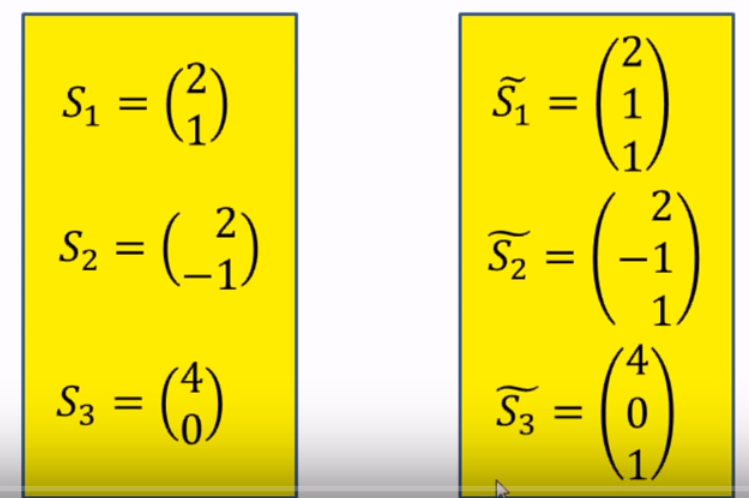 S₁ = (2 1)
S₂ = (2 −1)
S₃ = (4 0)
S̃₁ = (2 1 1)
S̃₂ = (2 −1 1)
S̃₃ = (4 0 1)